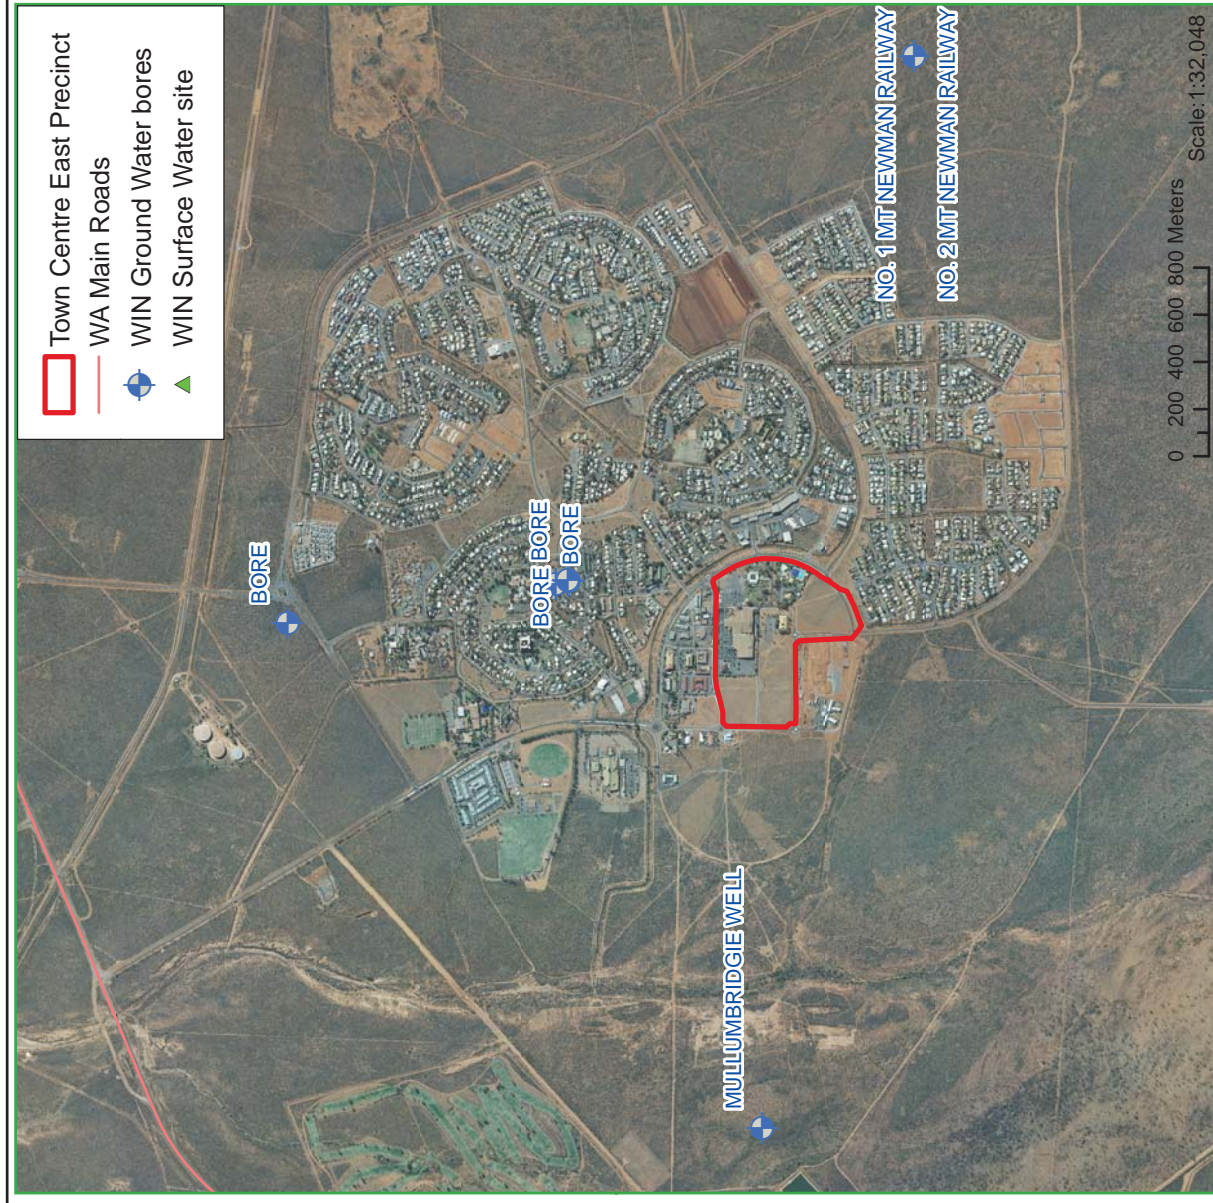 Town Centre East Precinct
WA Main Roads
WIN Ground Water bores
WIN Surface Water site
BORE
BORE BORE
BORE
MULLUMBRIDGIE WELL
NO. 1 MT NEWMAN RAILWAY
NO. 2 MT NEWMAN RAILWAY
0 200 400 600 800 Meters
Scale:1:32,048